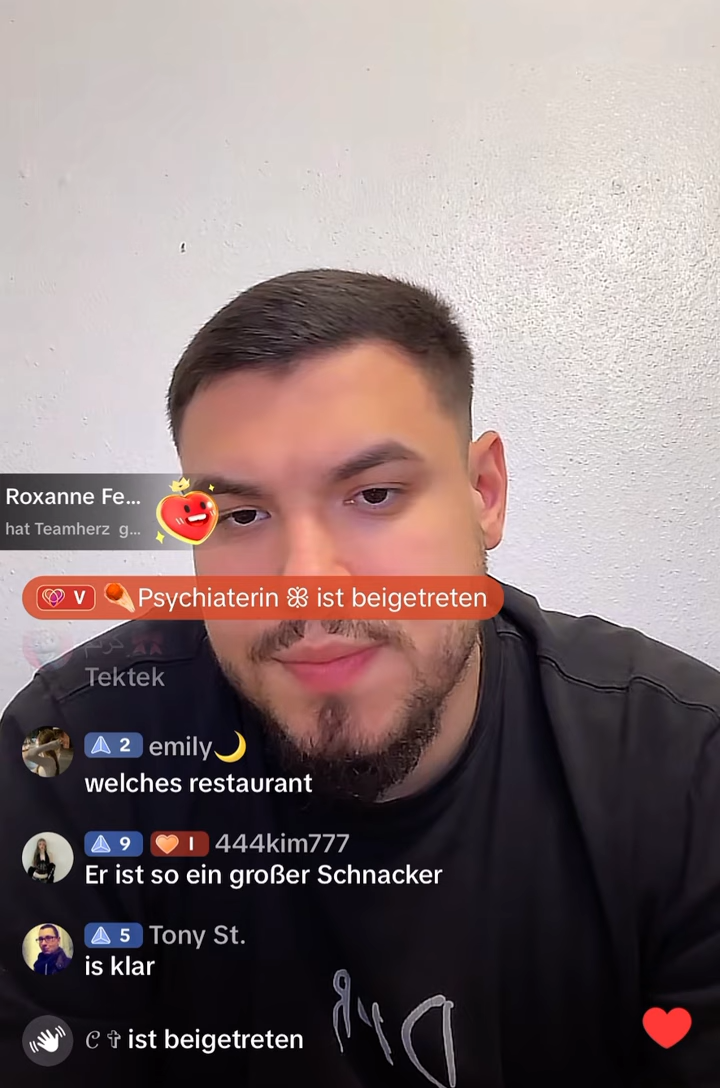 Roxanne Fe...
hat Teamherz g...
V Psychiaterin ist beigetreten
Tektek
2 emily🌙
welches restaurant
9 I 444kim777
Er ist so ein großer Schnacker
5 Tony St.
is klar
ist beigetreten